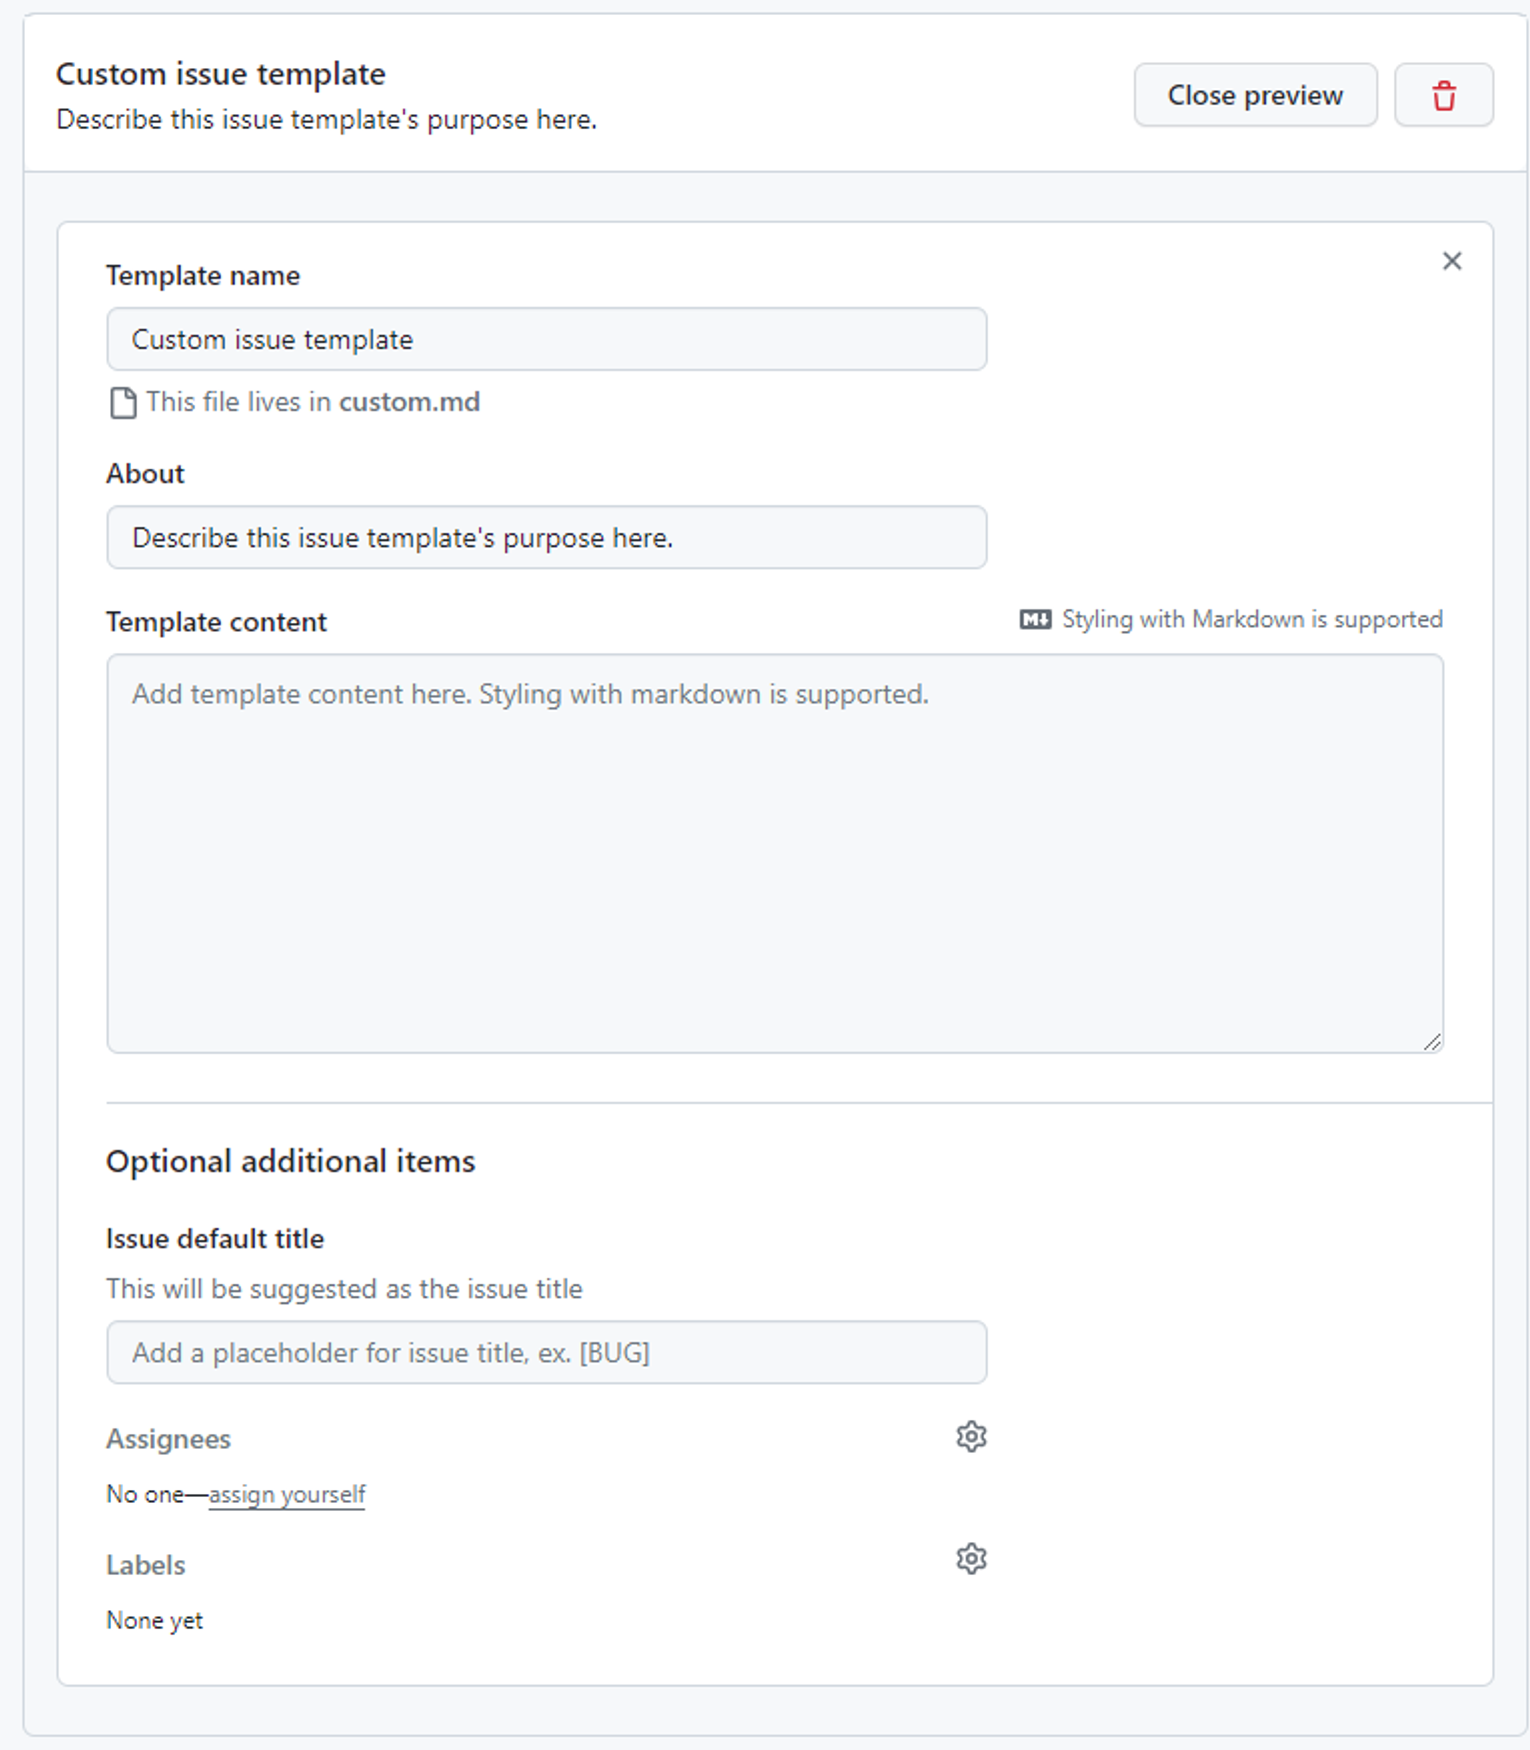 Custom issue template
Describe this issue template's purpose here.
Close preview
Template name
Custom issue template
This file lives in custom.md
About
Describe this issue template's purpose here.
Template content
Styling with Markdown is supported
Add template content here. Styling with markdown is supported.
Optional additional items
Issue default title
This will be suggested as the issue title
Add a placeholder for issue title, ex. [BUG]
Assignees
No one—assign yourself
Labels
None yet